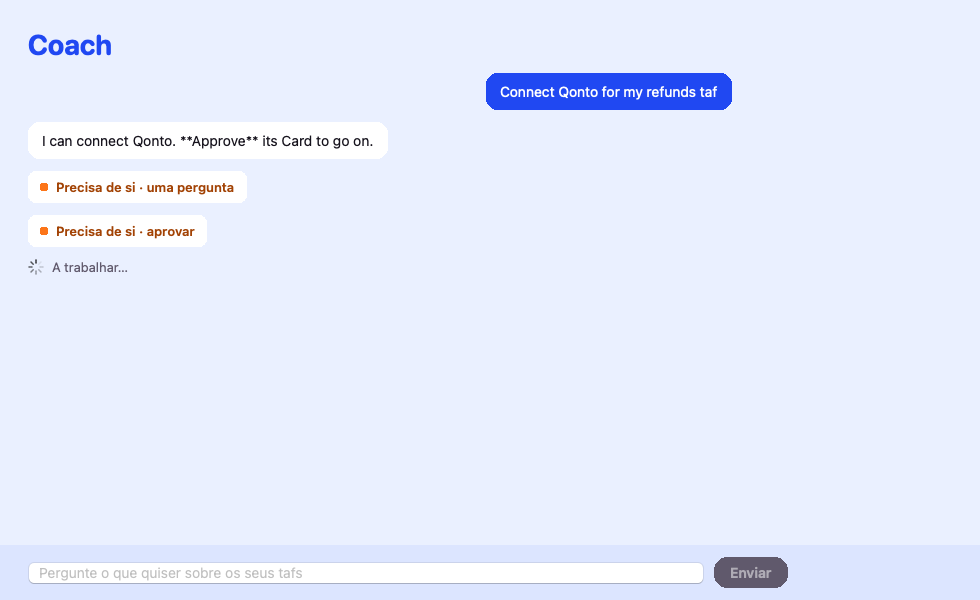 Coach
Connect Qonto for my refunds taf
I can connect Qonto. **Approve** its Card to go on.
Precisa de si · uma pergunta
Precisa de si · aprovar
A trabalhar…
Pergunte o que quiser sobre os seus tafs
Enviar